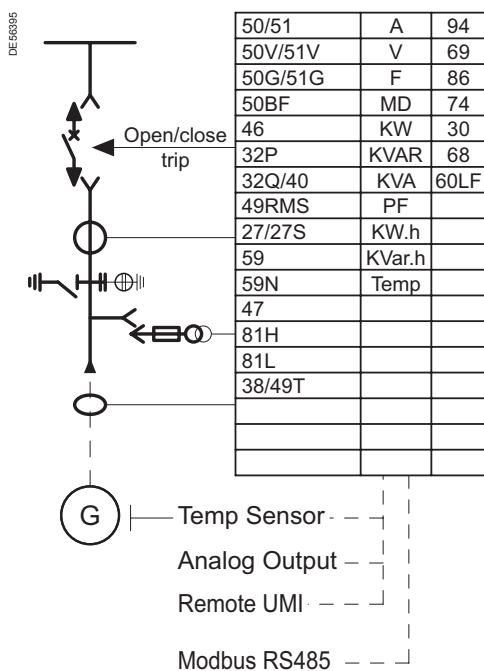 DE56395
50/51 A 94
50V/51V V 69
50G/51G F 86
50BF MD 74
46 KW 30
32P KVAR 68
32Q/40 KVA 60LF
49RMS PF
27/27S KW.h
59 KVar.h
59N Temp
47
81H
81L
38/49T
Open/close
trip
G
Temp Sensor
Analog Output
Remote UMI
Modbus RS485